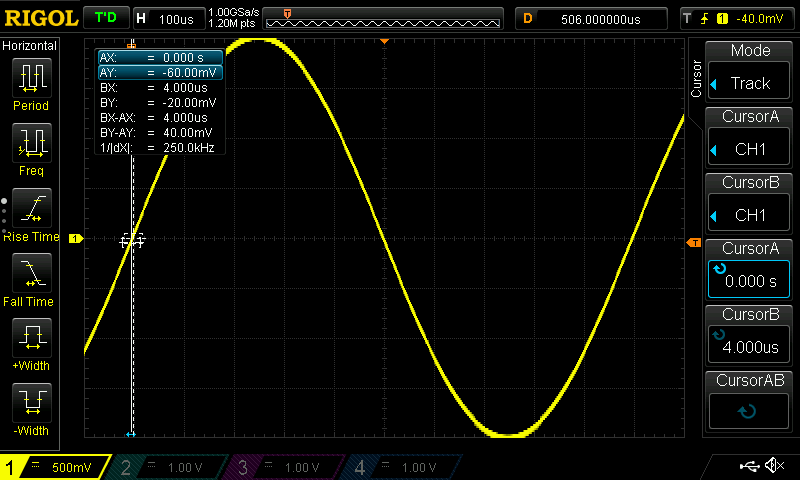 RIGOL T'D H 100us 1.00GSa/s D 506.000000us T 1 -40.0mV
1.20M pts
T
Horizontal
Period
Freq
Rise Time
Fall Time
+Width
-Width
AX: = 0.000 s
AY: = -60.00mV
BX: = 4.000us
BY: = -20.00mV
BX-AX: = 4.000us
BY-AY: = 40.00mV
1/|dX|: = 250.0kHz
1
T
Cursor
Mode
Track
CursorA
CH1
CursorB
CH1
CursorA
0.000 s
CursorB
4.000us
CursorAB
1 = 500mV 2 = 1.00 V 3 = 1.00 V 4 = 1.00 V